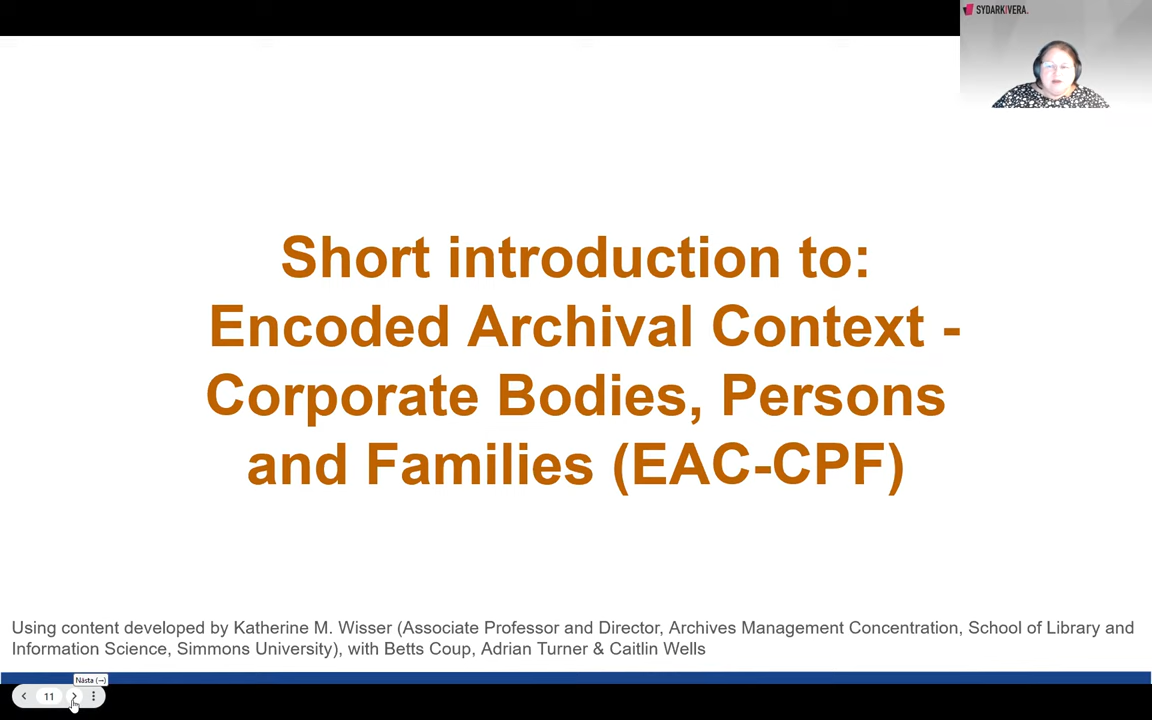 SYDARKIVERA.
Short introduction to:
Encoded Archival Context -
Corporate Bodies, Persons
and Families (EAC-CPF)
Using content developed by Katherine M. Wisser (Associate Professor and Director, Archives Management Concentration, School of Library and
Information Science, Simmons University), with Betts Coup, Adrian Turner & Caitlin Wells
Nästa (→)
11